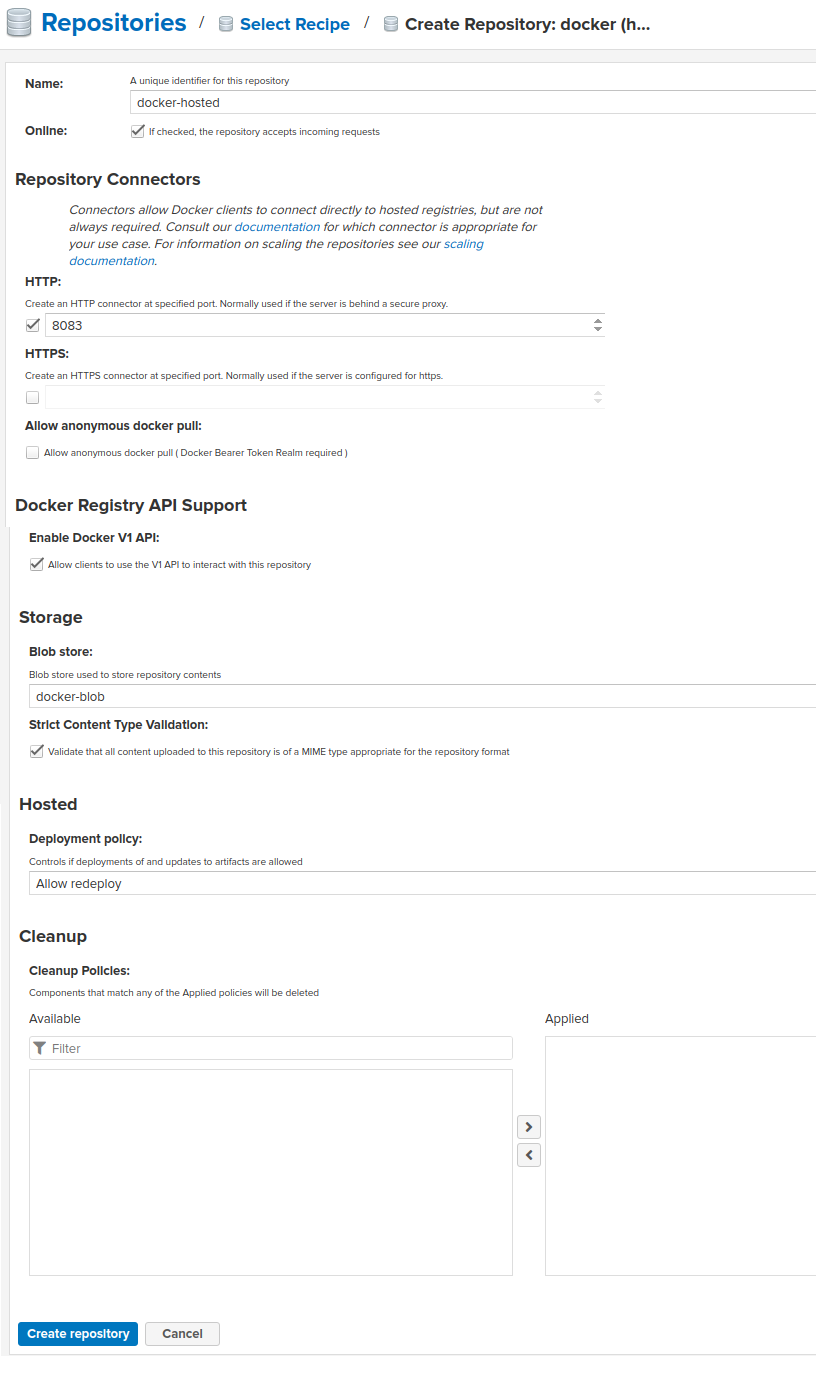 Repositories / Select Recipe / Create Repository: docker (h...
Name:
A unique identifier for this repository
docker-hosted
Online:
If checked, the repository accepts incoming requests
Repository Connectors
Connectors allow Docker clients to connect directly to hosted registries, but are not
always required. Consult our documentation for which connector is appropriate for
your use case. For information on scaling the repositories see our scaling
documentation.
HTTP:
Create an HTTP connector at specified port. Normally used if the server is behind a secure proxy.
8083
HTTPS:
Create an HTTPS connector at specified port. Normally used if the server is configured for https.
Allow anonymous docker pull:
Allow anonymous docker pull ( Docker Bearer Token Realm required )
Docker Registry API Support
Enable Docker V1 API:
Allow clients to use the V1 API to interact with this repository
Storage
Blob store:
Blob store used to store repository contents
docker-blob
Strict Content Type Validation:
Validate that all content uploaded to this repository is of a MIME type appropriate for the repository format
Hosted
Deployment policy:
Controls if deployments of and updates to artifacts are allowed
Allow redeploy
Cleanup
Cleanup Policies:
Components that match any of the Applied policies will be deleted
Available
Applied
Filter
Create repository
Cancel